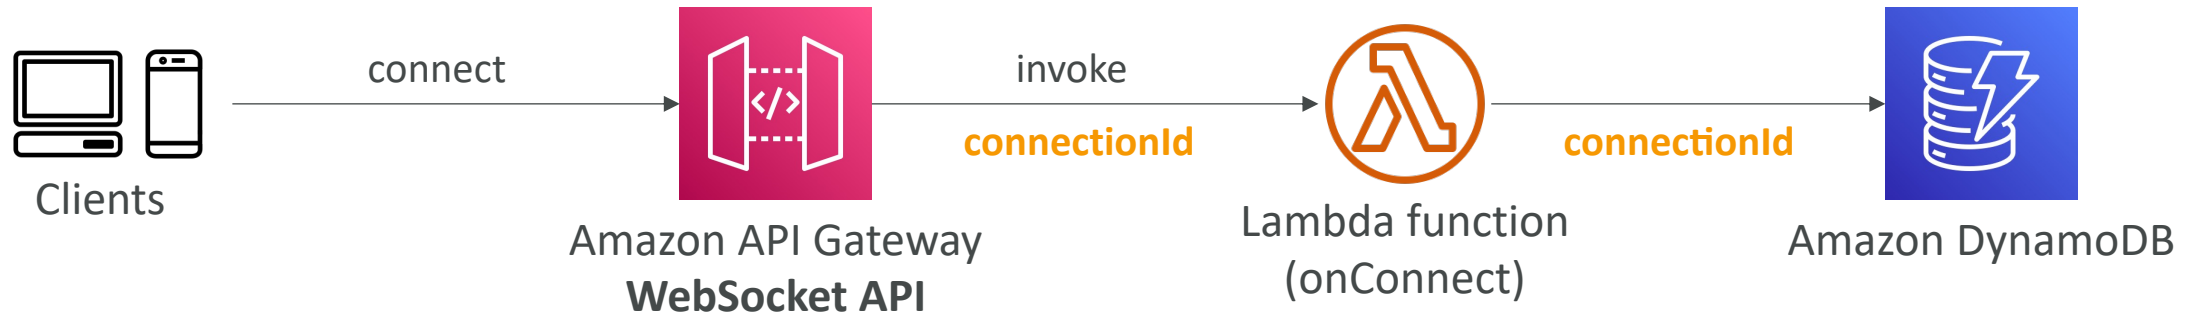 connect
invoke
connectionId
connectionId
</>
Clients
Amazon API Gateway
WebSocket API
Lambda function
(onConnect)
Amazon DynamoDB